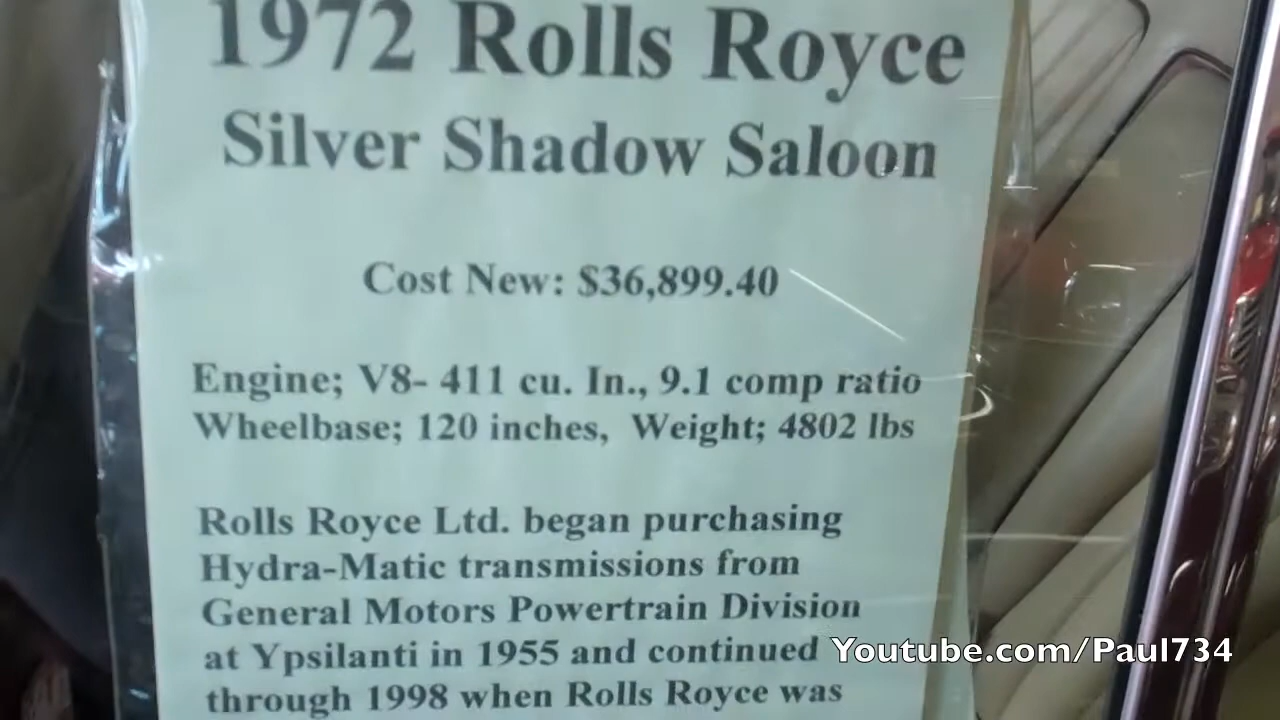 1972 Rolls Royce
Silver Shadow Saloon
Cost New: $36,899.40
Engine; V8- 411 cu. In., 9.1 comp ratio
Wheelbase; 120 inches, Weight; 4802 lbs
Rolls Royce Ltd. began purchasing
Hydra-Matic transmissions from
General Motors Powertrain Division
at Ypsilanti in 1955 and continued
through 1998 when Rolls Royce was
Youtube.com/Paul734